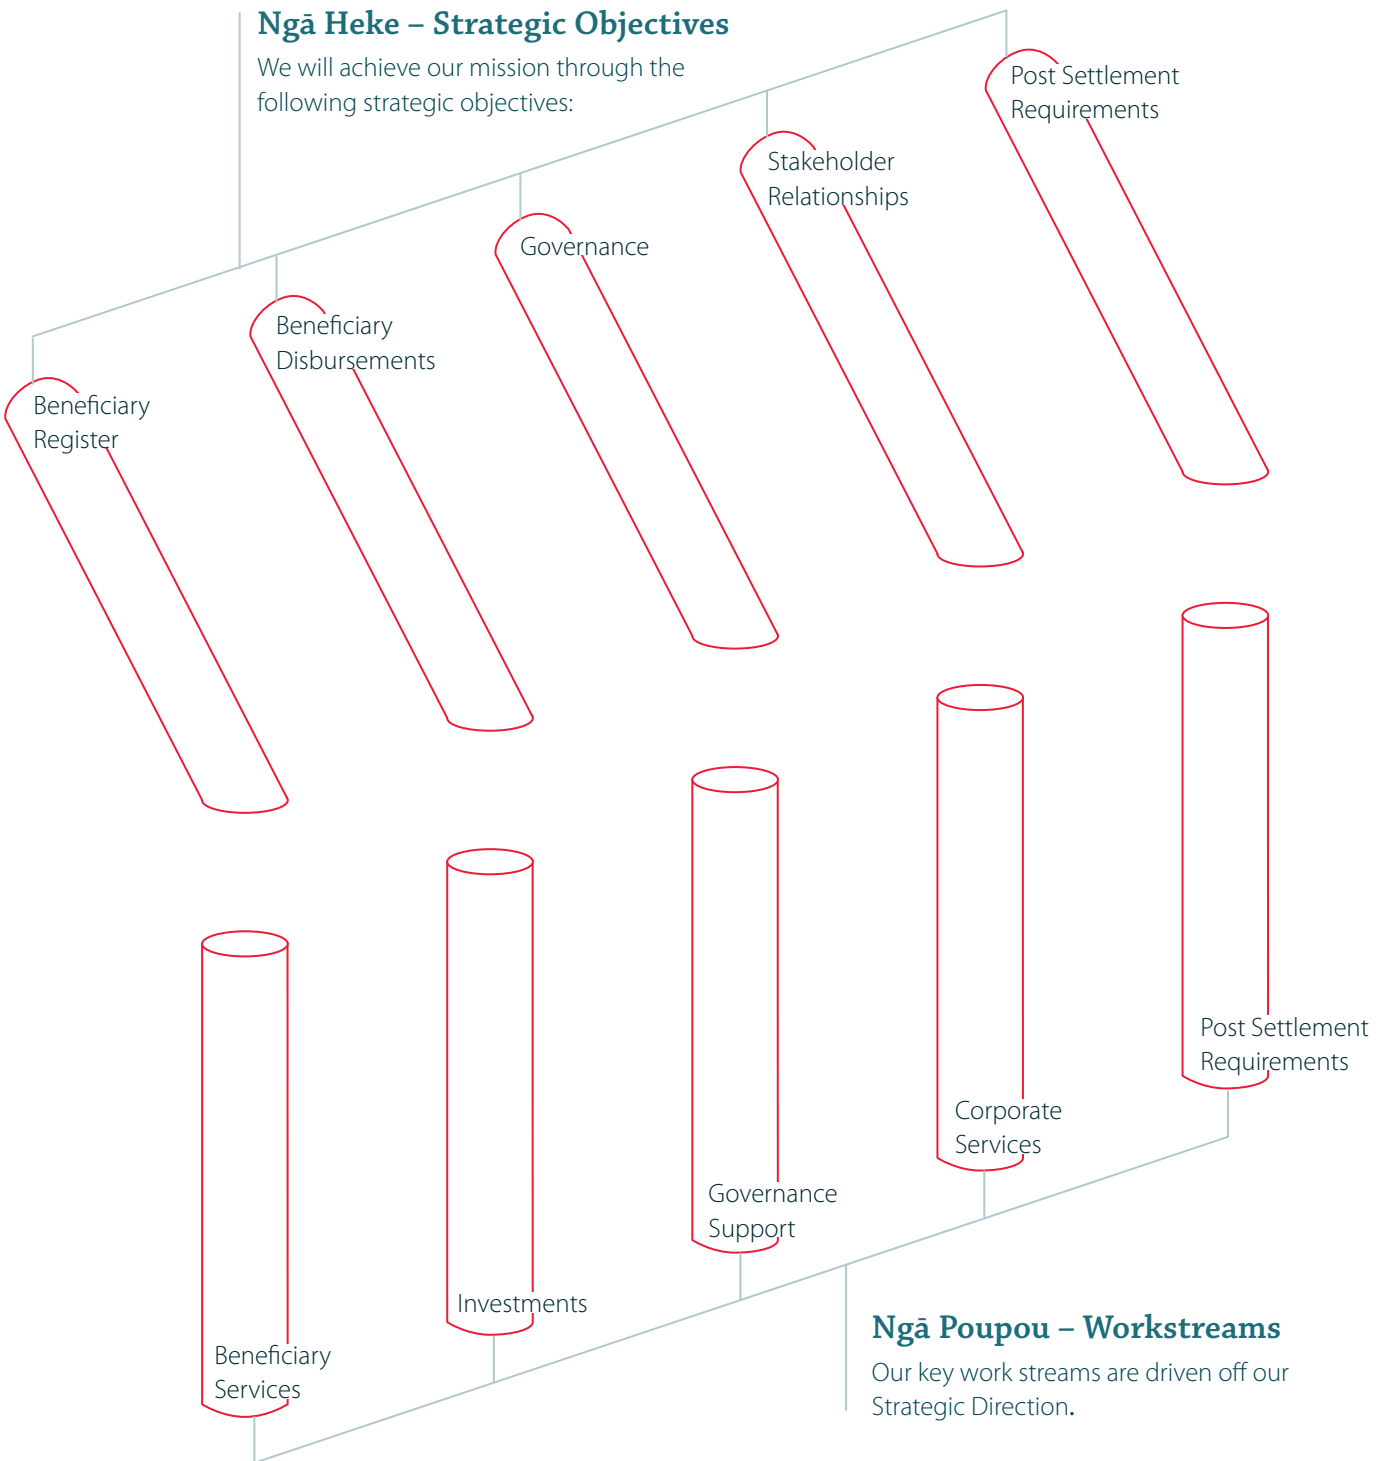 Ngā Heke – Strategic Objectives
We will achieve our mission through the
following strategic objectives:
Post Settlement
Requirements
Stakeholder
Relationships
Governance
Beneficiary
Disbursements
Beneficiary
Register
Post Settlement
Requirements
Corporate
Services
Governance
Support
Investments
Beneficiary
Services
Ngā Poupou – Workstreams
Our key work streams are driven off our
Strategic Direction.